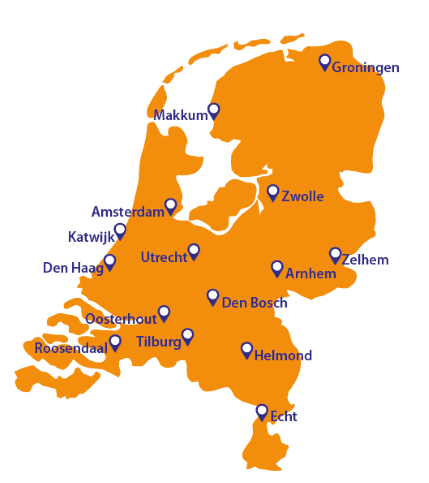 Groningen
Makkum
Zwolle
Amsterdam
Katwijk
Utrecht
Zelhem
Den Haag
Arnhem
Den Bosch
Oosterhout
Tilburg
Roosendaal
Helmond
Echt